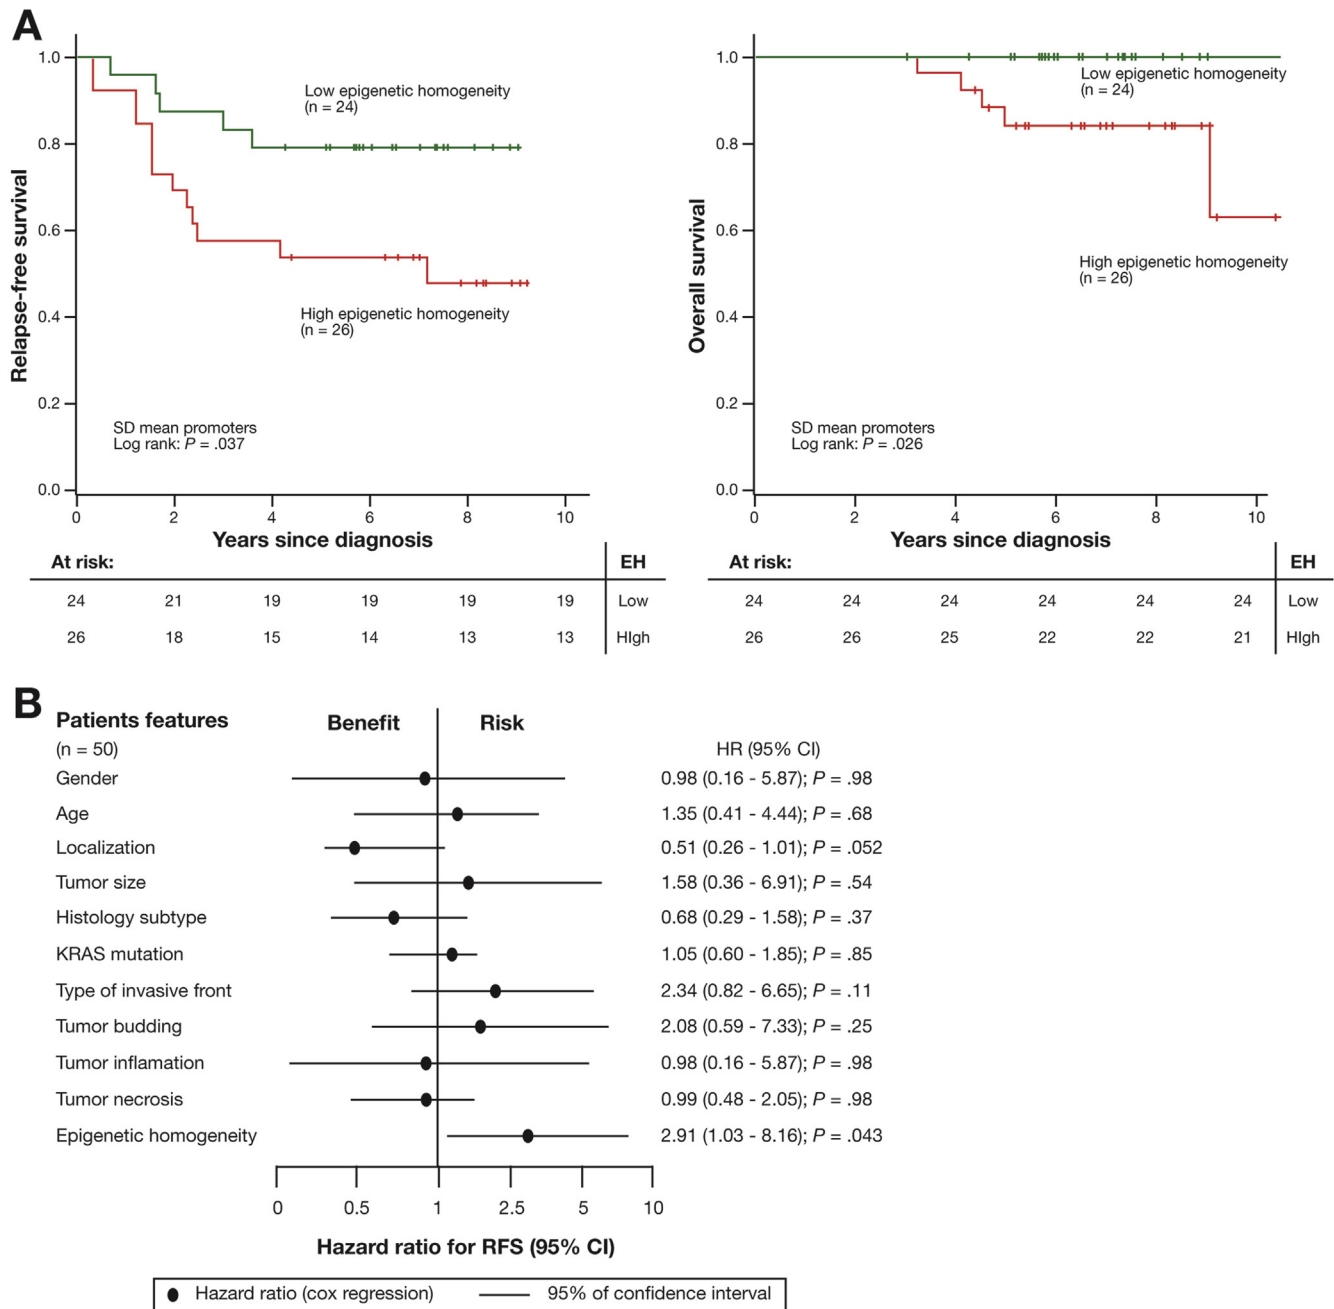 A
1.0
0.8
0.6
0.4
0.2
0.0
Relapse-free survival
Low epigenetic homogeneity
(n = 24)
High epigenetic homogeneity
(n = 26)
SD mean promoters
Log rank: P = .037
0 2 4 6 8 10
Years since diagnosis
At risk: EH
24 21 19 19 19 19 Low
26 18 15 14 13 13 HIgh
1.0
0.8
0.6
0.4
0.2
0.0
Overall survival
Low epigenetic homogeneity
(n = 24)
High epigenetic homogeneity
(n = 26)
SD mean promoters
Log rank: P = .026
0 2 4 6 8 10
Years since diagnosis
At risk: EH
24 24 24 24 24 24 Low
26 26 25 22 22 21 HIgh
B
Patients features Benefit Risk
(n = 50) HR (95% CI)
Gender 0.98 (0.16 - 5.87); P = .98
Age 1.35 (0.41 - 4.44); P = .68
Localization 0.51 (0.26 - 1.01); P = .052
Tumor size 1.58 (0.36 - 6.91); P = .54
Histology subtype 0.68 (0.29 - 1.58); P = .37
KRAS mutation 1.05 (0.60 - 1.85); P = .85
Type of invasive front 2.34 (0.82 - 6.65); P = .11
Tumor budding 2.08 (0.59 - 7.33); P = .25
Tumor inflamation 0.98 (0.16 - 5.87); P = .98
Tumor necrosis 0.99 (0.48 - 2.05); P = .98
Epigenetic homogeneity 2.91 (1.03 - 8.16); P = .043
0 0.5 1 2.5 5 10
Hazard ratio for RFS (95% CI)
Hazard ratio (cox regression) 95% of confidence interval